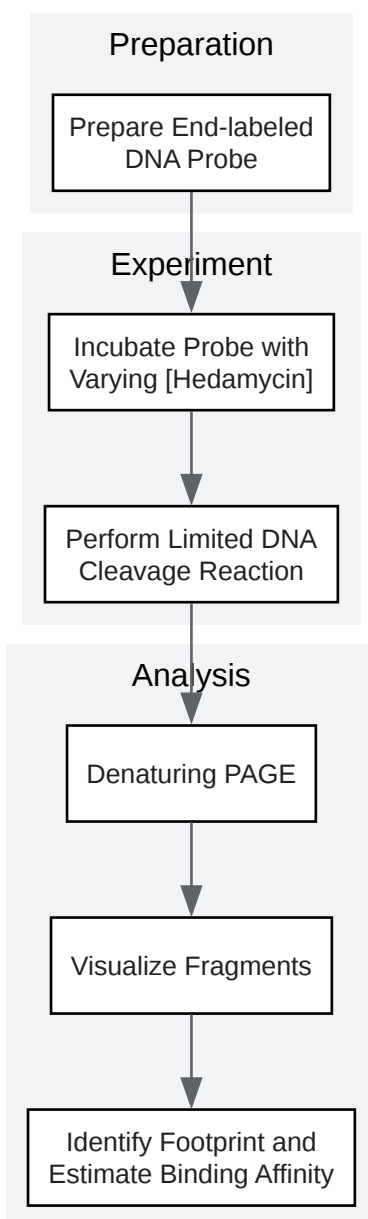 Preparation
Prepare End-labeled
DNA Probe
Experiment
Incubate Probe with
Varying [Hedamycin]
Perform Limited DNA
Cleavage Reaction
Analysis
Denaturing PAGE
Visualize Fragments
Identify Footprint and
Estimate Binding Affinity